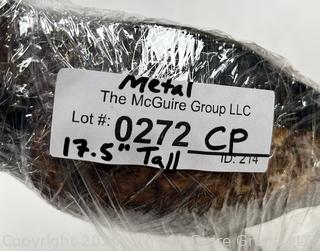 Metal
The McGuire Group LLC
Lot #: 0272 CP
17.5" Tall ID: 214